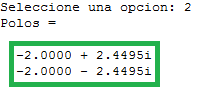 Seleccione una opcion: 2
Polos =
-2.0000 + 2.4495i
-2.0000 - 2.4495i